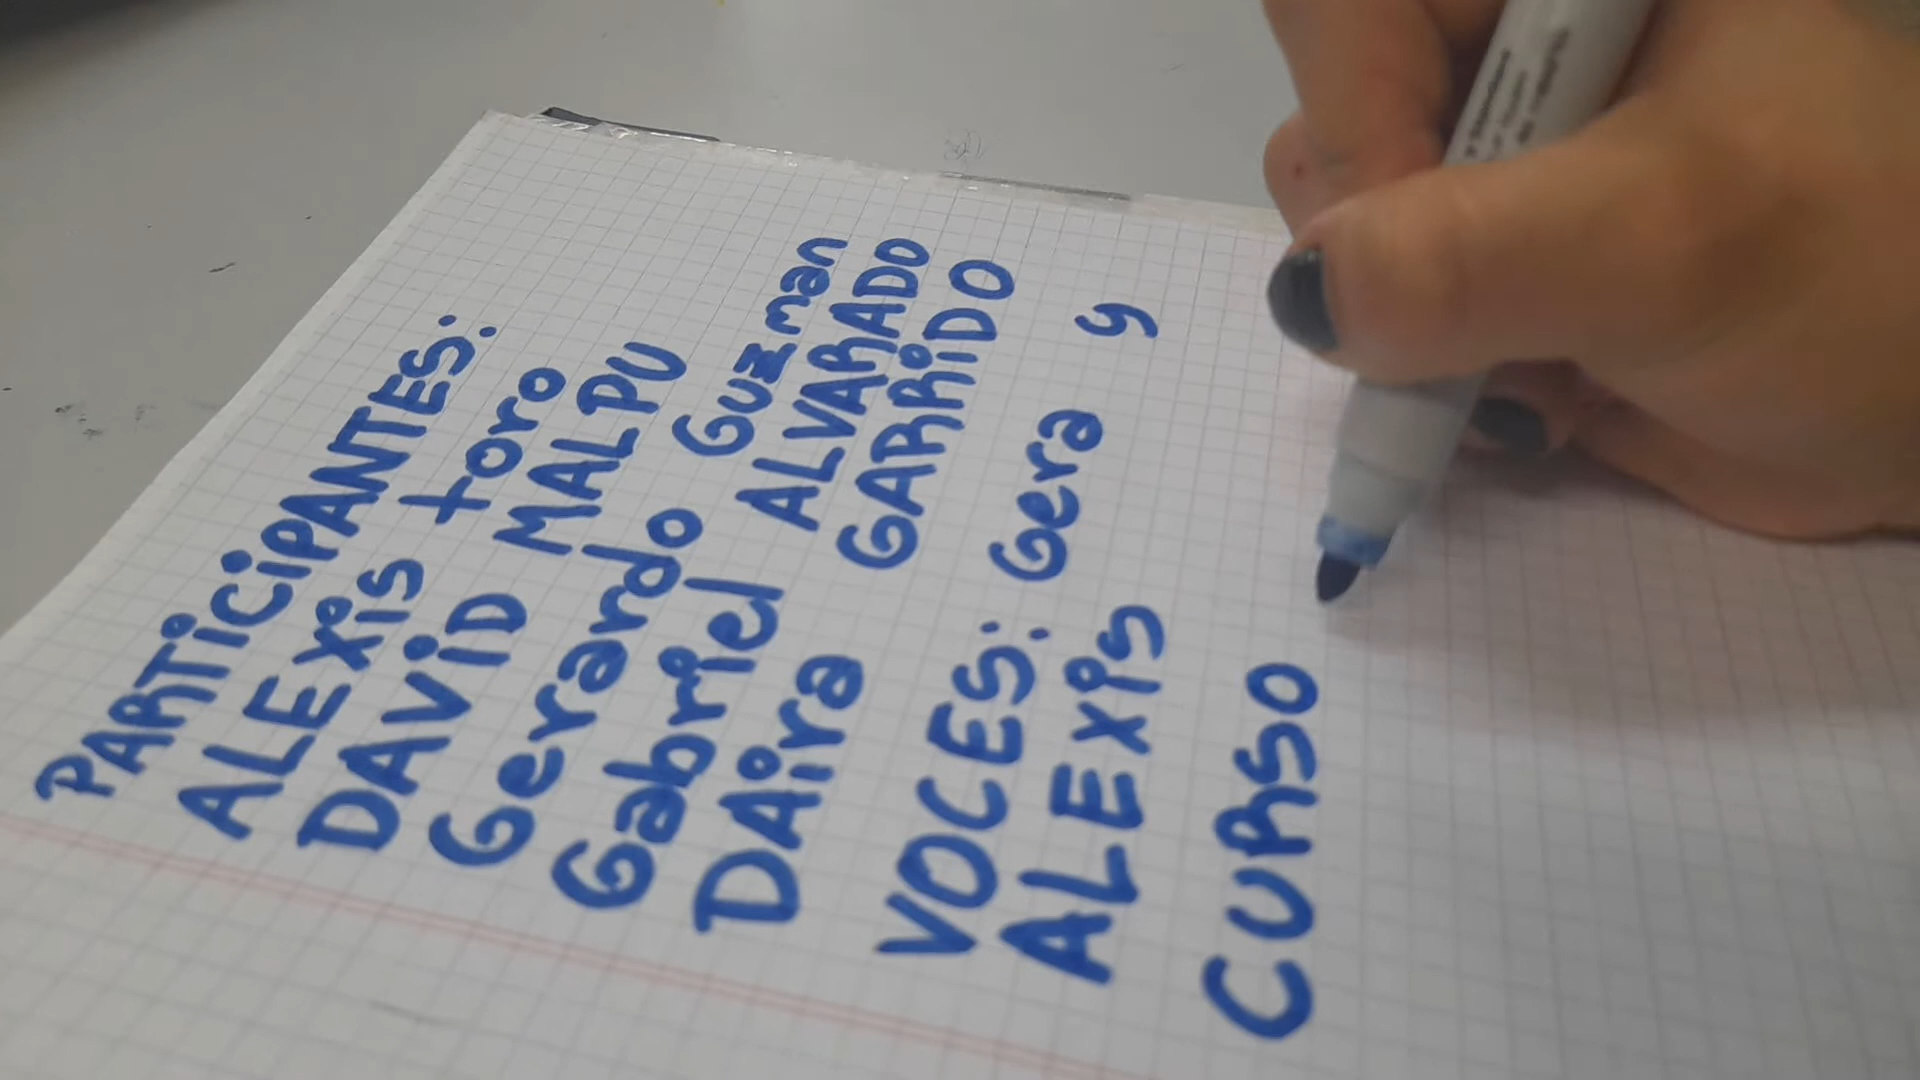 PARTICIPANTES:
ALEXiS toro
DAViD MALPU
Gerardo Guzman
Gabriel ALVARADO
DAira GARRiDO
VOCES: Gera y
ALEXiS
CURSO